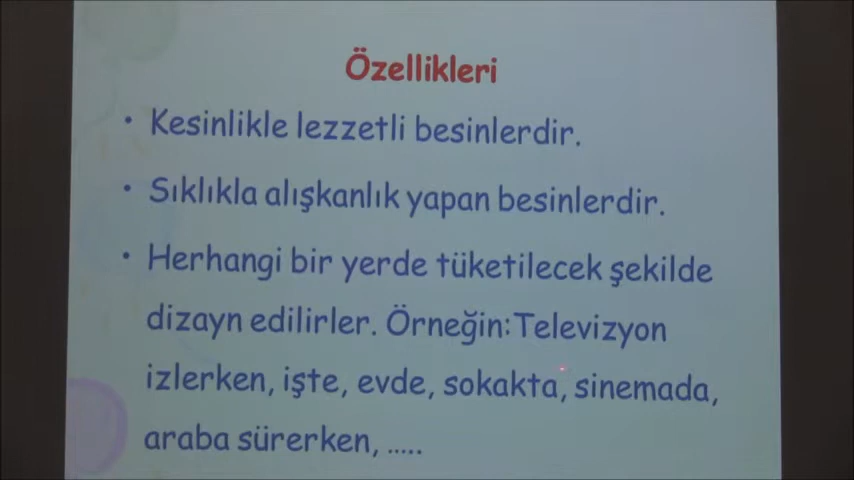 Özellikleri
• Kesinlikle lezzetli besinlerdir.
• Sıklıkla alışkanlık yapan besinlerdir.
• Herhangi bir yerde tüketilecek şekilde
dizayn edilirler. Örneğin:Televizyon
izlerken, işte, evde, sokakta, sinemada,
araba sürerken, .....